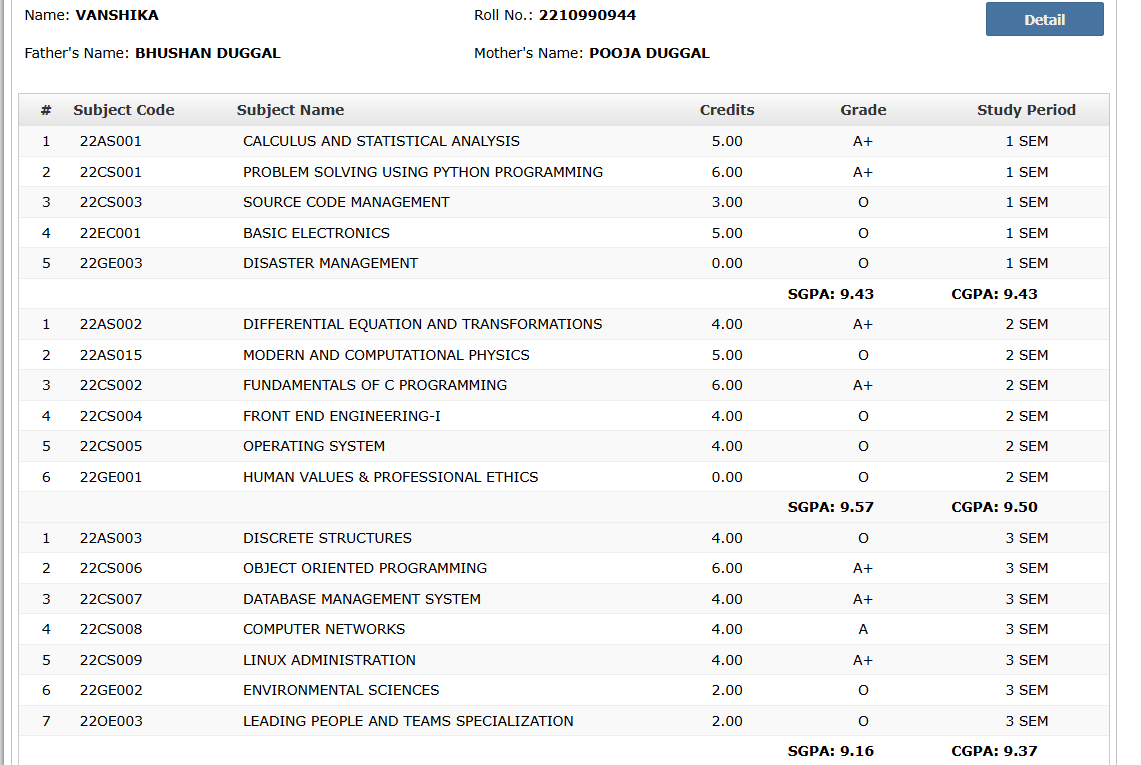 Name: VANSHIKA Roll No.: 2210990944 Detail
Father's Name: BHUSHAN DUGGAL Mother's Name: POOJA DUGGAL
# Subject Code Subject Name Credits Grade Study Period
1 22AS001 CALCULUS AND STATISTICAL ANALYSIS 5.00 A+ 1 SEM
2 22CS001 PROBLEM SOLVING USING PYTHON PROGRAMMING 6.00 A+ 1 SEM
3 22CS003 SOURCE CODE MANAGEMENT 3.00 O 1 SEM
4 22EC001 BASIC ELECTRONICS 5.00 O 1 SEM
5 22GE003 DISASTER MANAGEMENT 0.00 O 1 SEM
SGPA: 9.43 CGPA: 9.43
1 22AS002 DIFFERENTIAL EQUATION AND TRANSFORMATIONS 4.00 A+ 2 SEM
2 22AS015 MODERN AND COMPUTATIONAL PHYSICS 5.00 O 2 SEM
3 22CS002 FUNDAMENTALS OF C PROGRAMMING 6.00 A+ 2 SEM
4 22CS004 FRONT END ENGINEERING-I 4.00 O 2 SEM
5 22CS005 OPERATING SYSTEM 4.00 O 2 SEM
6 22GE001 HUMAN VALUES & PROFESSIONAL ETHICS 0.00 O 2 SEM
SGPA: 9.57 CGPA: 9.50
1 22AS003 DISCRETE STRUCTURES 4.00 O 3 SEM
2 22CS006 OBJECT ORIENTED PROGRAMMING 6.00 A+ 3 SEM
3 22CS007 DATABASE MANAGEMENT SYSTEM 4.00 A+ 3 SEM
4 22CS008 COMPUTER NETWORKS 4.00 A 3 SEM
5 22CS009 LINUX ADMINISTRATION 4.00 A+ 3 SEM
6 22GE002 ENVIRONMENTAL SCIENCES 2.00 O 3 SEM
7 22OE003 LEADING PEOPLE AND TEAMS SPECIALIZATION 2.00 O 3 SEM
SGPA: 9.16 CGPA: 9.37